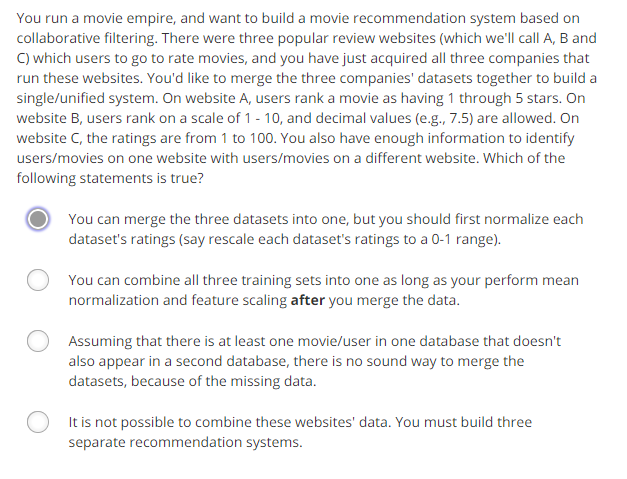 You run a movie empire, and want to build a movie recommendation system based on
collaborative filtering. There were three popular review websites (which we'll call A, B and
C) which users to go to rate movies, and you have just acquired all three companies that
run these websites. You'd like to merge the three companies' datasets together to build a
single/unified system. On website A, users rank a movie as having 1 through 5 stars. On
website B, users rank on a scale of 1 - 10, and decimal values (e.g., 7.5) are allowed. On
website C, the ratings are from 1 to 100. You also have enough information to identify
users/movies on one website with users/movies on a different website. Which of the
following statements is true?
You can merge the three datasets into one, but you should first normalize each
dataset's ratings (say rescale each dataset's ratings to a 0-1 range).
You can combine all three training sets into one as long as your perform mean
normalization and feature scaling after you merge the data.
Assuming that there is at least one movie/user in one database that doesn't
also appear in a second database, there is no sound way to merge the
datasets, because of the missing data.
It is not possible to combine these websites' data. You must build three
separate recommendation systems.